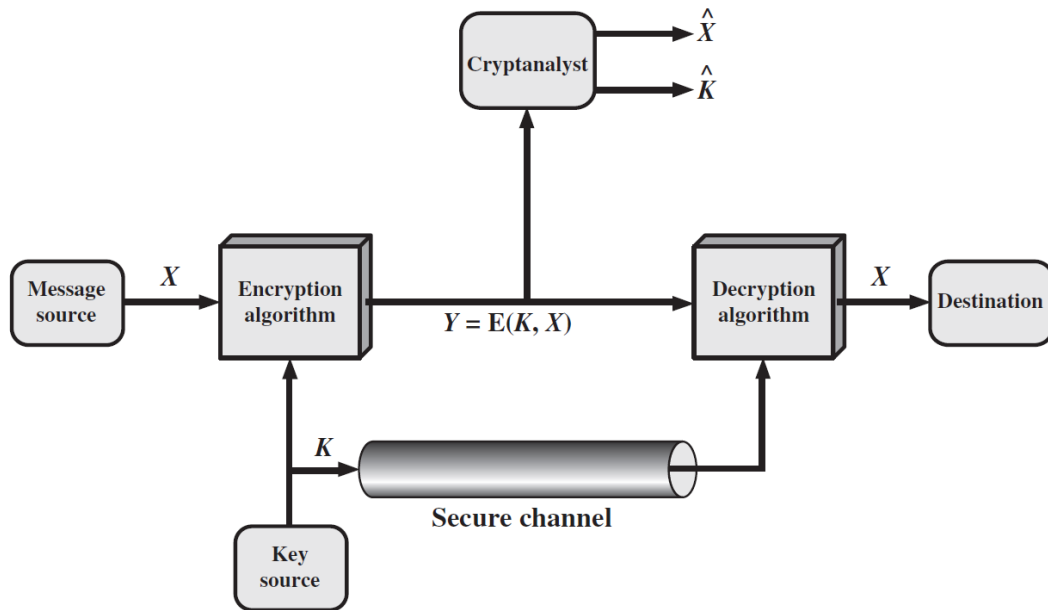 Cryptanalyst
X̂
K̂
Message
source
X
Encryption
algorithm
Y = E(K, X)
Decryption
algorithm
X
Destination
K
Secure channel
Key
source